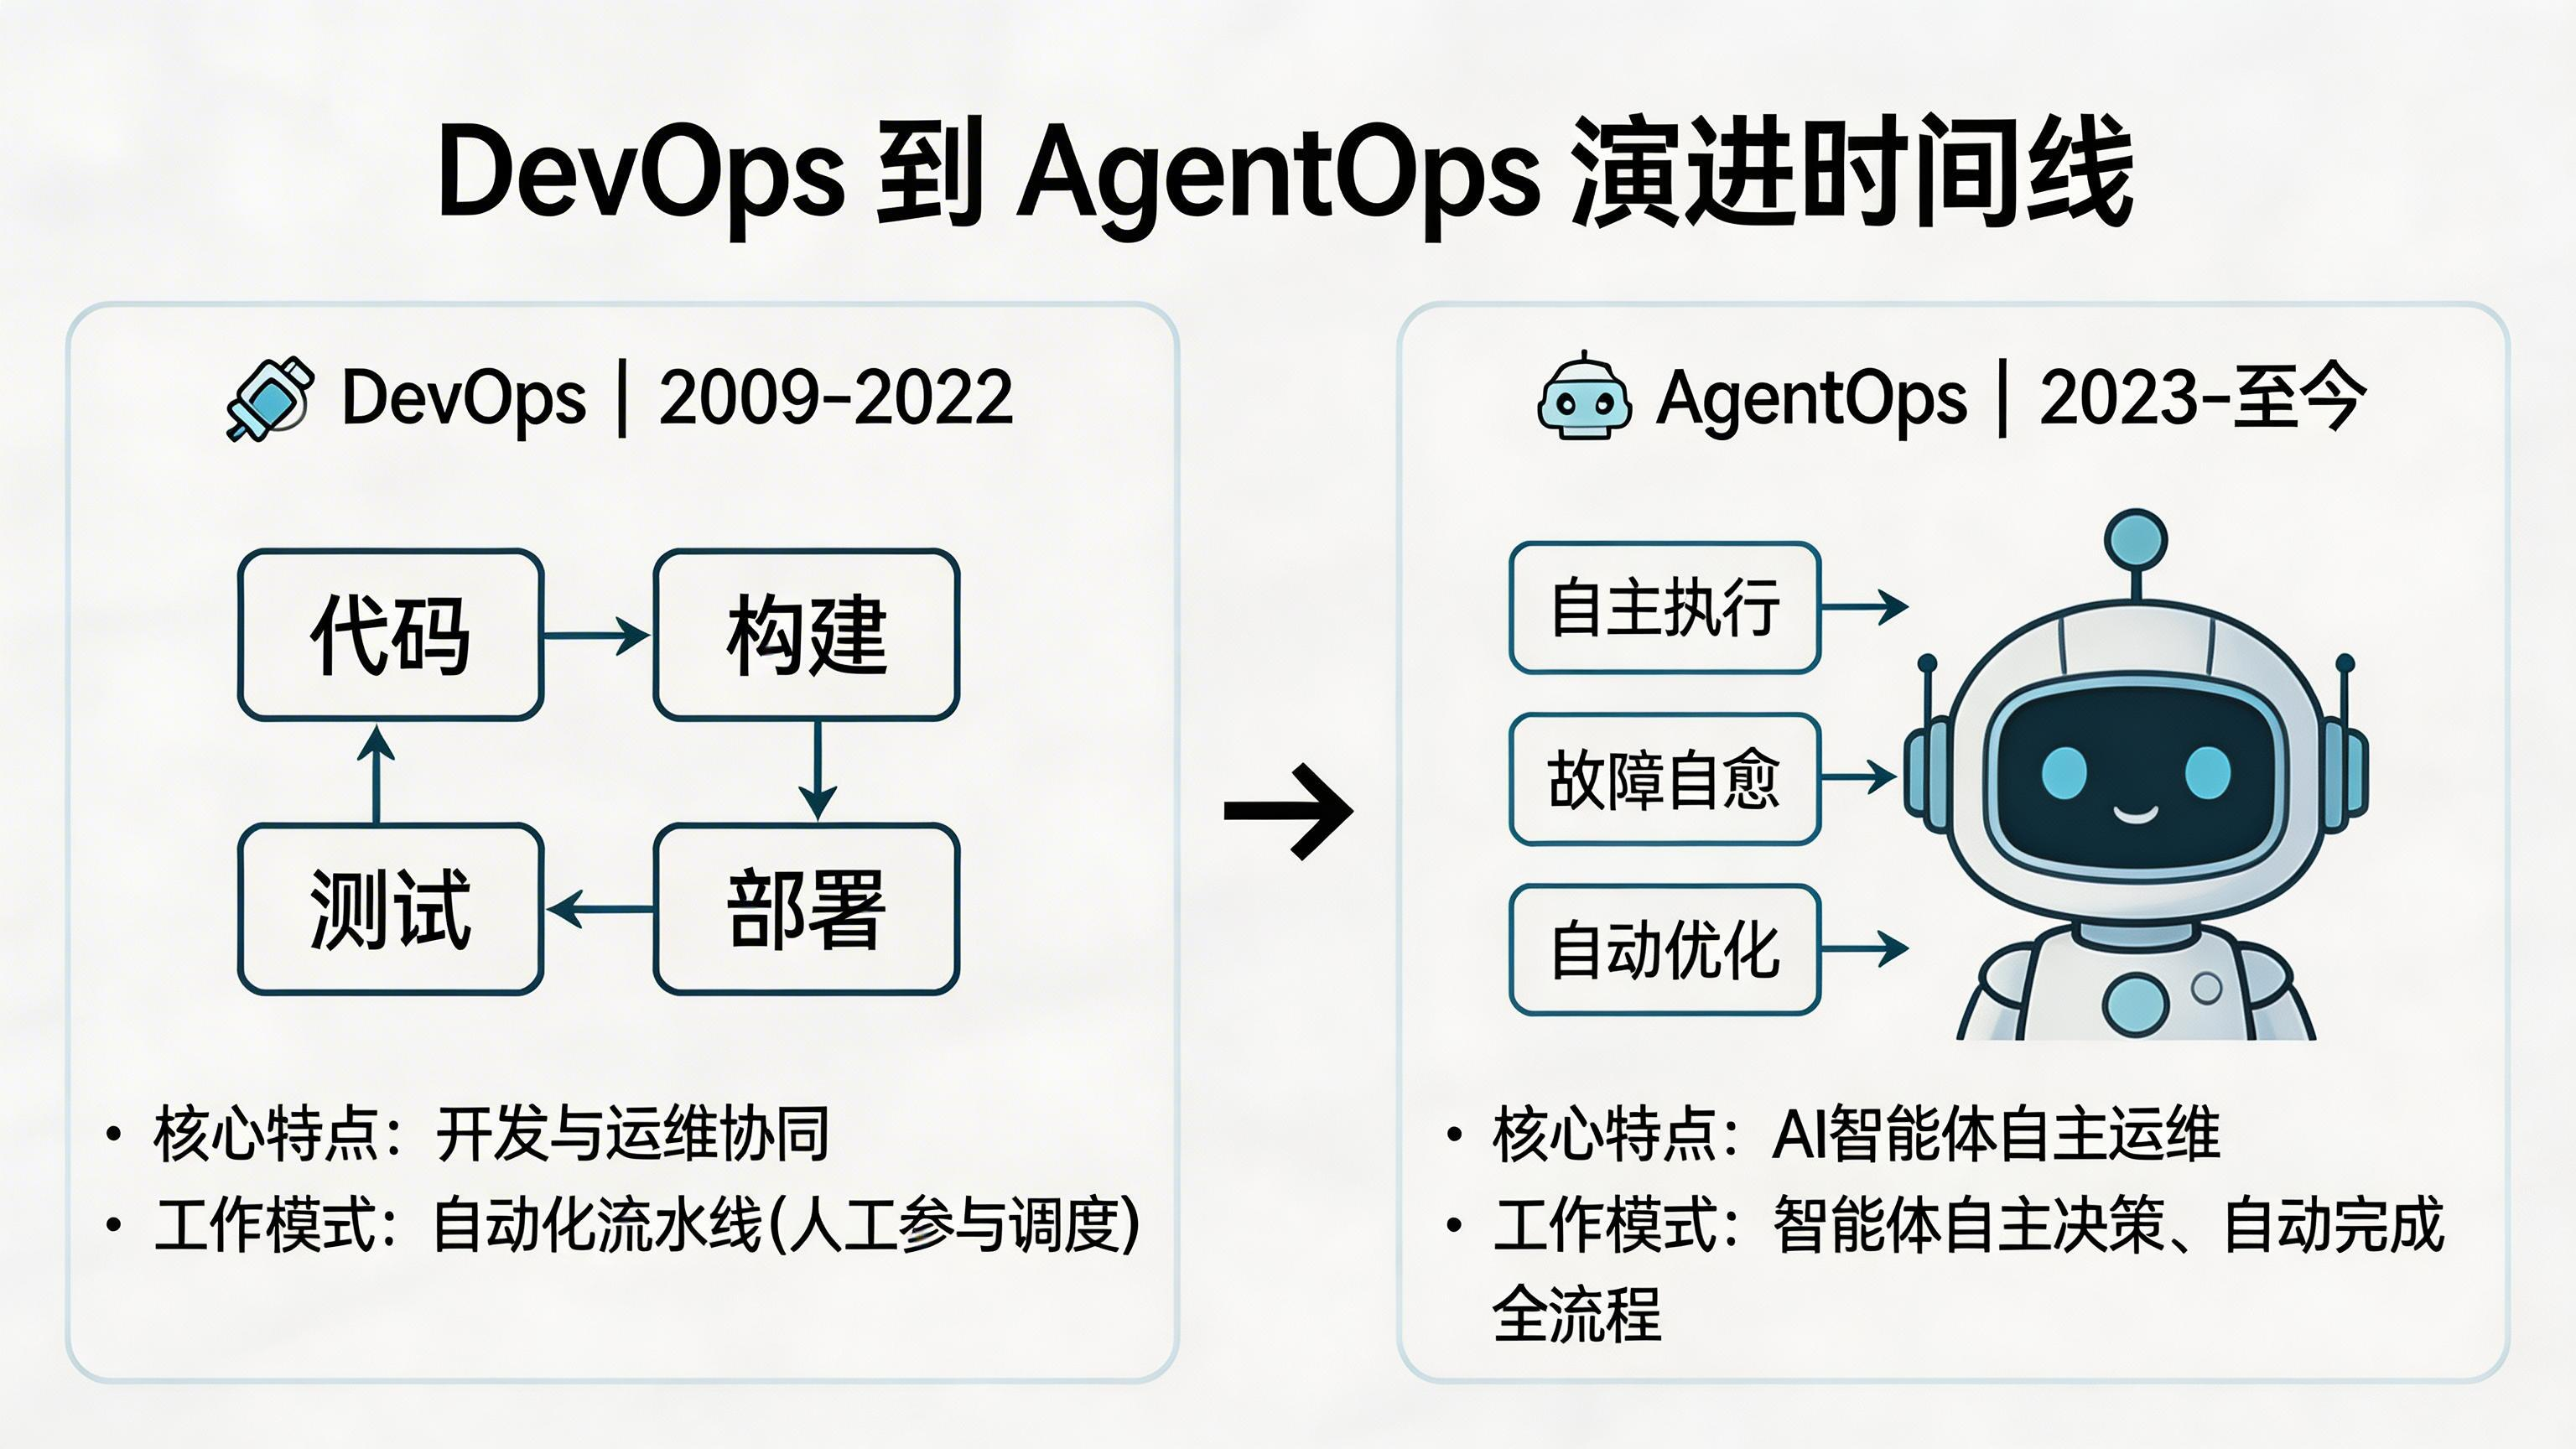 DevOps 到 AgentOps 演进时间线
DevOps | 2009-2022
代码
构建
测试
部署
• 核心特点：开发与运维协同
• 工作模式：自动化流水线(人工参与调度)
AgentOps | 2023-至今
自主执行
故障自愈
自动优化
• 核心特点：AI智能体自主运维
• 工作模式：智能体自主决策、自动完成
全流程